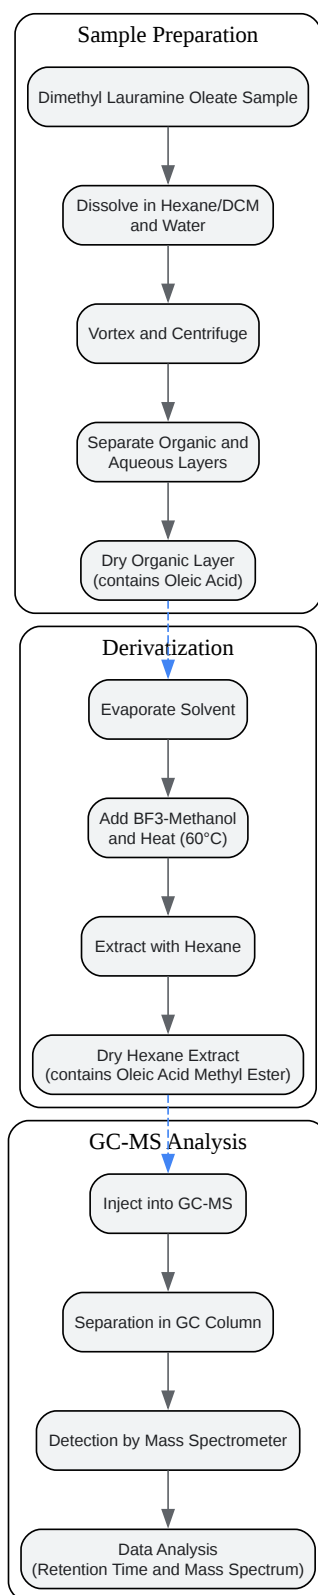 Sample Preparation
Dimethyl Lauramine Oleate Sample
Dissolve in Hexane/DCM
and Water
Vortex and Centrifuge
Separate Organic and
Aqueous Layers
Dry Organic Layer
(contains Oleic Acid)
Derivatization
Evaporate Solvent
Add BF3-Methanol
and Heat (60°C)
Extract with Hexane
Dry Hexane Extract
(contains Oleic Acid Methyl Ester)
GC-MS Analysis
Inject into GC-MS
Separation in GC Column
Detection by Mass Spectrometer
Data Analysis
(Retention Time and Mass Spectrum)